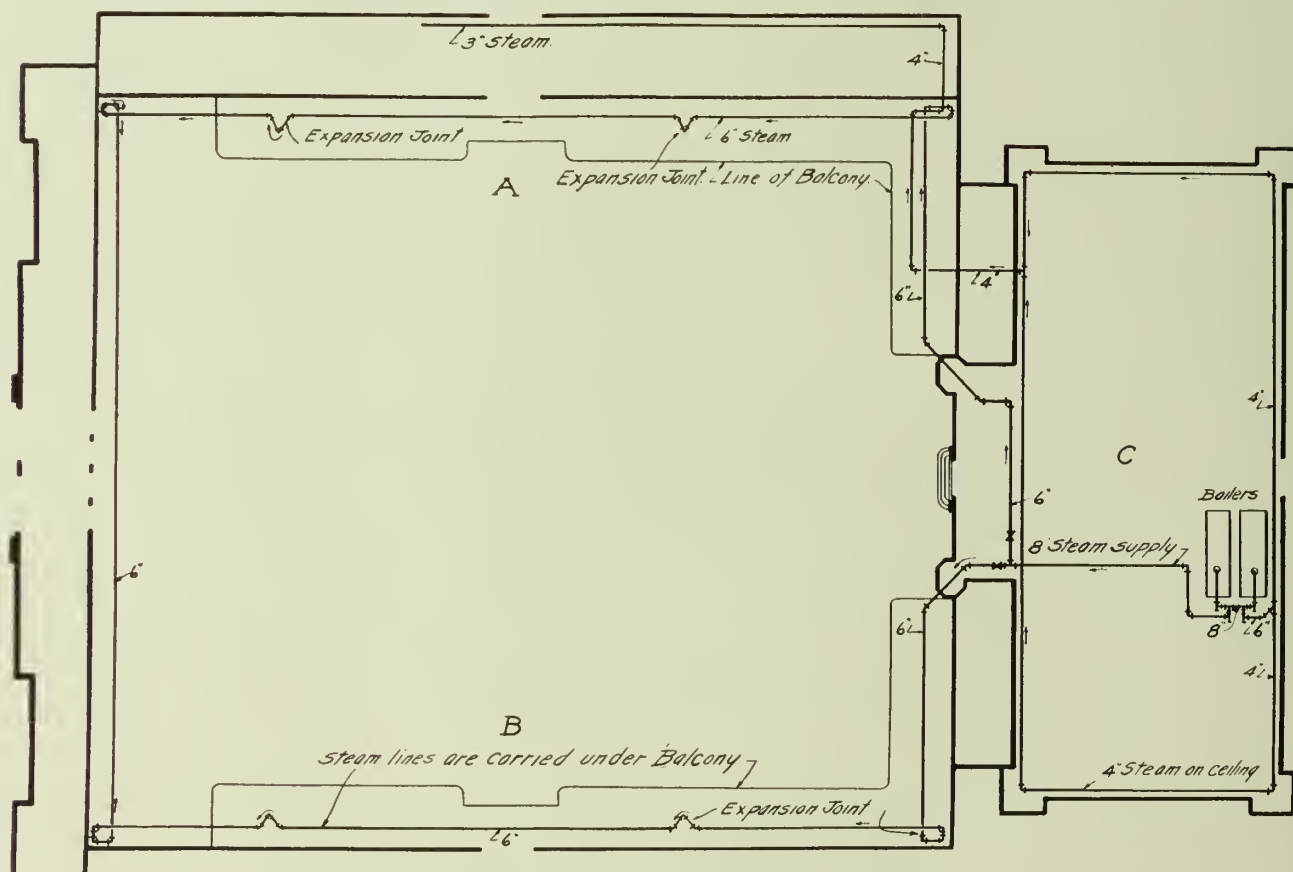 3" Steam.
4"
Expansion Joint
6" Steam
A
Expansion Joint
Line of Balcony
4"
6"
4"
C
Boilers
6"
8" Steam supply
6"
6"
8"
6"
4"
B
Steam lines are carried under Balcony
4" Steam on ceiling
Expansion Joint
6"